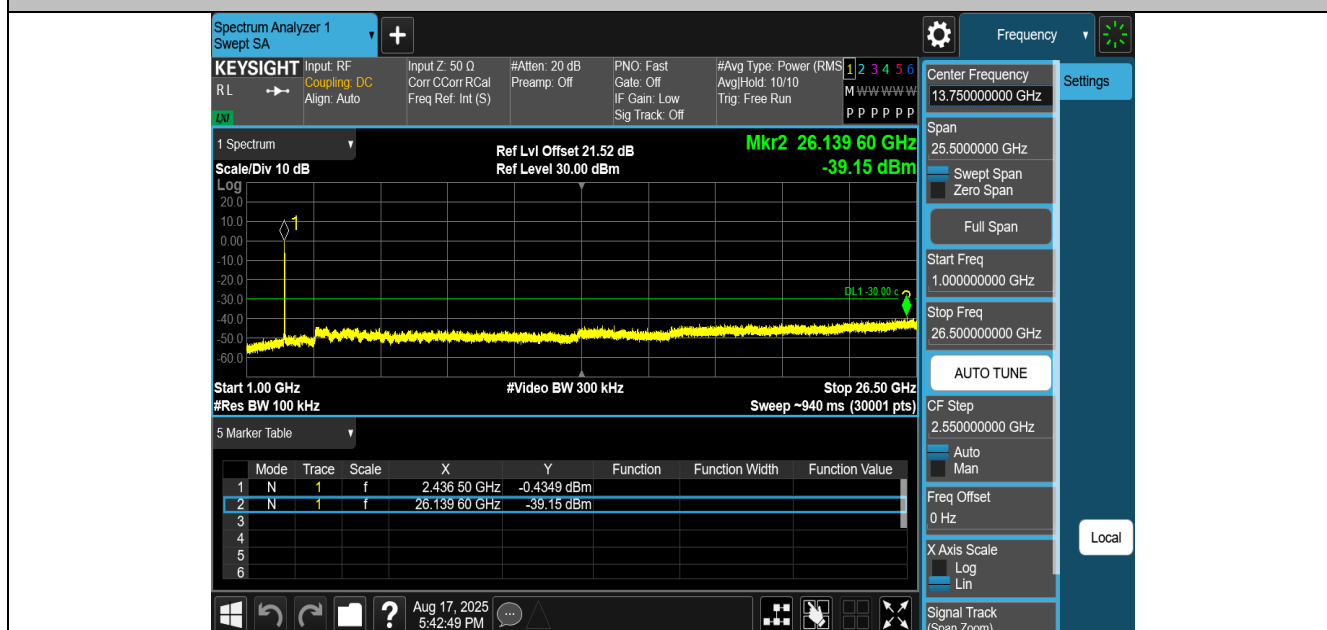 Spectrum Analyzer 1
Swept SA
+
Frequency
KEYSIGHT
RL
LXI
Input: RF
Coupling: DC
Align: Auto
Input Z: 50 Ω
Corr CCorr RCal
Freq Ref: Int (S)
#Atten: 20 dB
Preamp: Off
PNO: Fast
Gate: Off
IF Gain: Low
Sig Track: Off
#Avg Type: Power (RMS
Avg|Hold: 10/10
Trig: Free Run
1 2 3 4 5 6
M W W W W W
P P P P P P
1 Spectrum
Scale/Div 10 dB
Ref Lvl Offset 21.52 dB
Ref Level 30.00 dBm
Mkr2 26.139 60 GHz
-39.15 dBm
Log
20.0
10.0
0.00
-10.0
-20.0
-30.0
-40.0
-50.0
-60.0
1
DL1 -30.00
2
Start 1.00 GHz
#Video BW 300 kHz
Stop 26.50 GHz
#Res BW 100 kHz
Sweep ~940 ms (30001 pts)
5 Marker Table
Mode Trace Scale X Y Function Function Width Function Value
1 N 1 f 2.436 50 GHz -0.4349 dBm
2 N 1 f 26.139 60 GHz -39.15 dBm
3
4
5
6
Aug 17, 2025
5:42:49 PM
?
Center Frequency
13.750000000 GHz
Settings
Span
25.5000000 GHz
Swept Span
Zero Span
Full Span
Start Freq
1.000000000 GHz
Stop Freq
26.500000000 GHz
AUTO TUNE
CF Step
2.550000000 GHz
Auto
Man
Freq Offset
0 Hz
X Axis Scale
Log
Lin
Local
Signal Track
(Span Zoom)